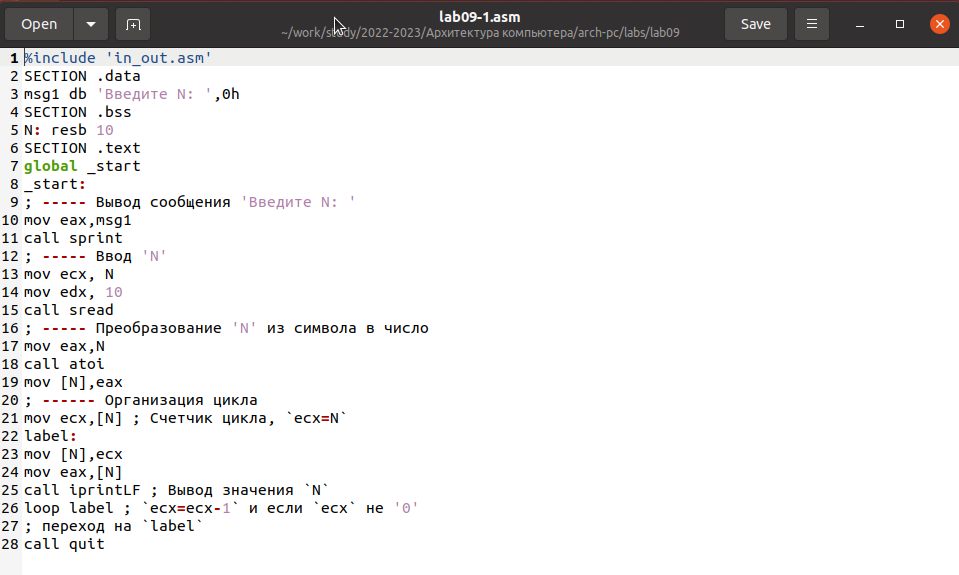 Open
lab09-1.asm
~/work/study/2022-2023/Архитектура компьютера/arch-pc/labs/lab09
Save
1 %include 'in_out.asm'
2 SECTION .data
3 msg1 db 'Введите N: ',0h
4 SECTION .bss
5 N: resb 10
6 SECTION .text
7 global _start
8 _start:
9 ; ----- Вывод сообщения 'Введите N: '
10 mov eax,msg1
11 call sprint
12 ; ----- Ввод 'N'
13 mov ecx, N
14 mov edx, 10
15 call sread
16 ; ----- Преобразование 'N' из символа в число
17 mov eax,N
18 call atoi
19 mov [N],eax
20 ; ------ Организация цикла
21 mov ecx,[N] ; Счетчик цикла, `ecx=N`
22 label:
23 mov [N],ecx
24 mov eax,[N]
25 call iprintLF ; Вывод значения `N`
26 loop label ; `ecx=ecx-1` и если `ecx` не '0'
27 ; переход на `label`
28 call quit